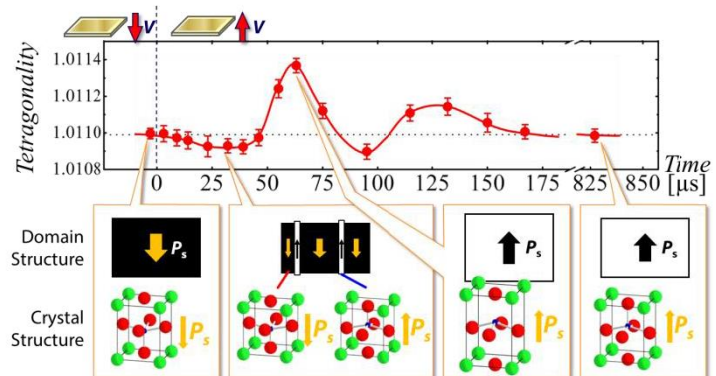 V V
Tetragonality
1.0114
1.0112
1.0110
1.0108
0 25 50 75 100 125 150 175 825 850
Time
[µs]
Domain
Structure
Ps Ps Ps
Crystal
Structure
Ps Ps Ps Ps Ps